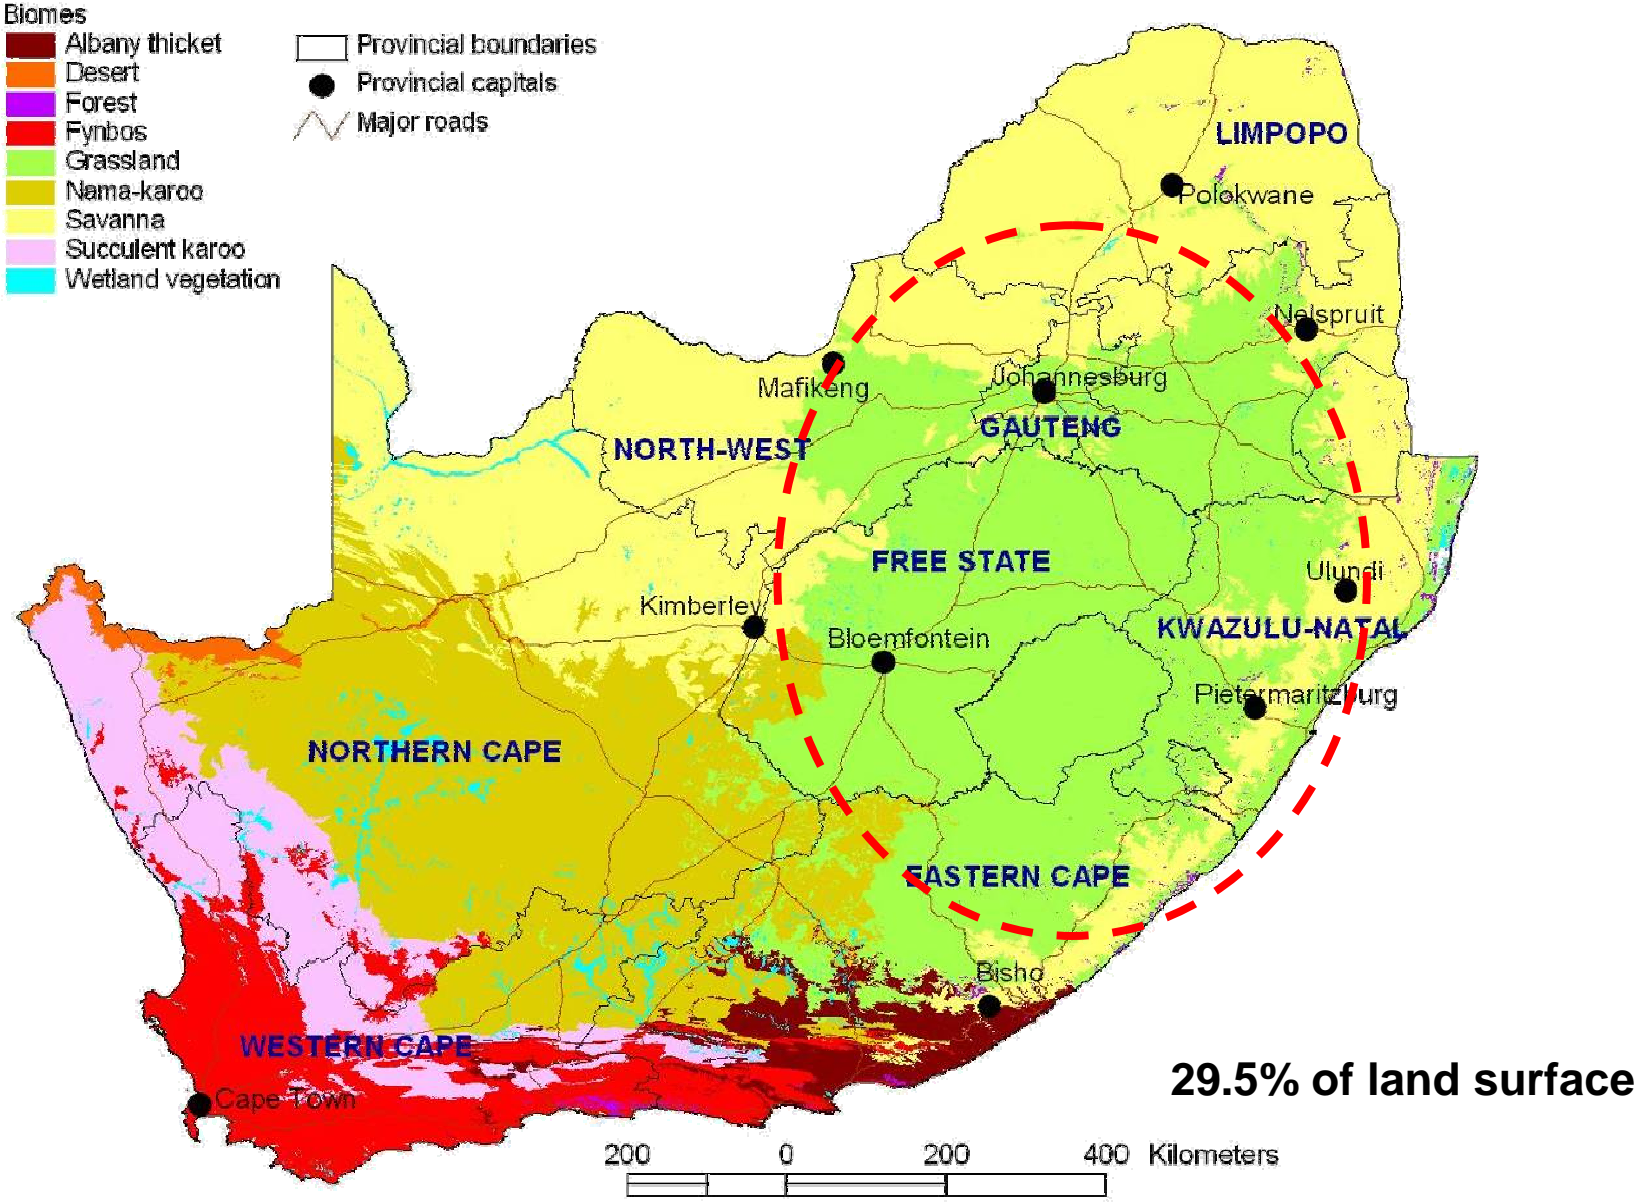 Biomes
Albany thicket
Desert
Forest
Fynbos
Grassland
Nama-karoo
Savanna
Succulent karoo
Wetland vegetation
Provincial boundaries
Provincial capitals
Major roads
LIMPOPO
Polokwane
Nelspruit
Mafikeng
Johannesburg
GAUTENG
NORTH-WEST
FREE STATE
Ulundi
Kimberley
KWAZULU-NATAL
Bloemfontein
Pietermaritzburg
NORTHERN CAPE
EASTERN CAPE
Bisho
WESTERN CAPE
Cape Town
29.5% of land surface
200 0 200 400 Kilometers